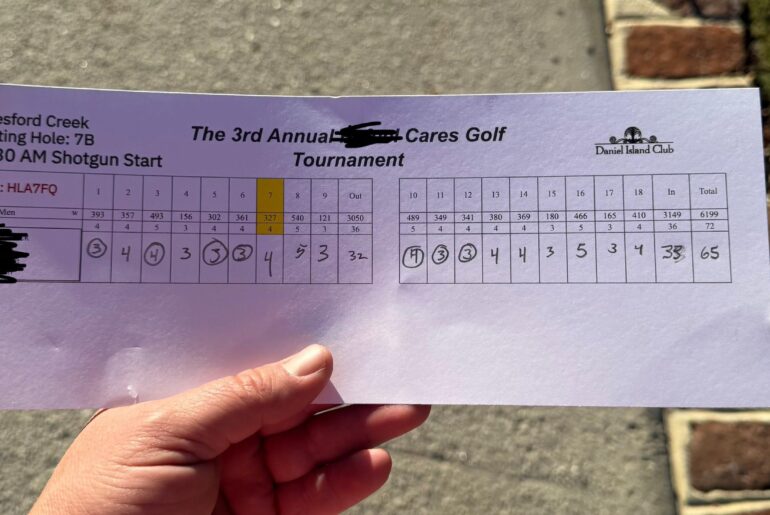 esford Creek
ting Hole: 7B
30 AM Shotgun Start
The 3rd Annual Cares Golf
Tournament
Daniel Island Club
: HLA7FQ 1 2 3 4 5 6 7 8 9 Out 10 11 12 13 14 15 16 17 18 In Total
Men w 393 357 493 156 302 361 327 540 121 3050 489 349 341 380 369 180 466 165 410 3149 6199
4 4 5 3 4 4 4 5 3 36 5 4 4 4 4 3 5 3 4 36 72
3 4 4 3 3 3 4 5 3 32 4 3 3 4 4 3 5 3 4 33 65